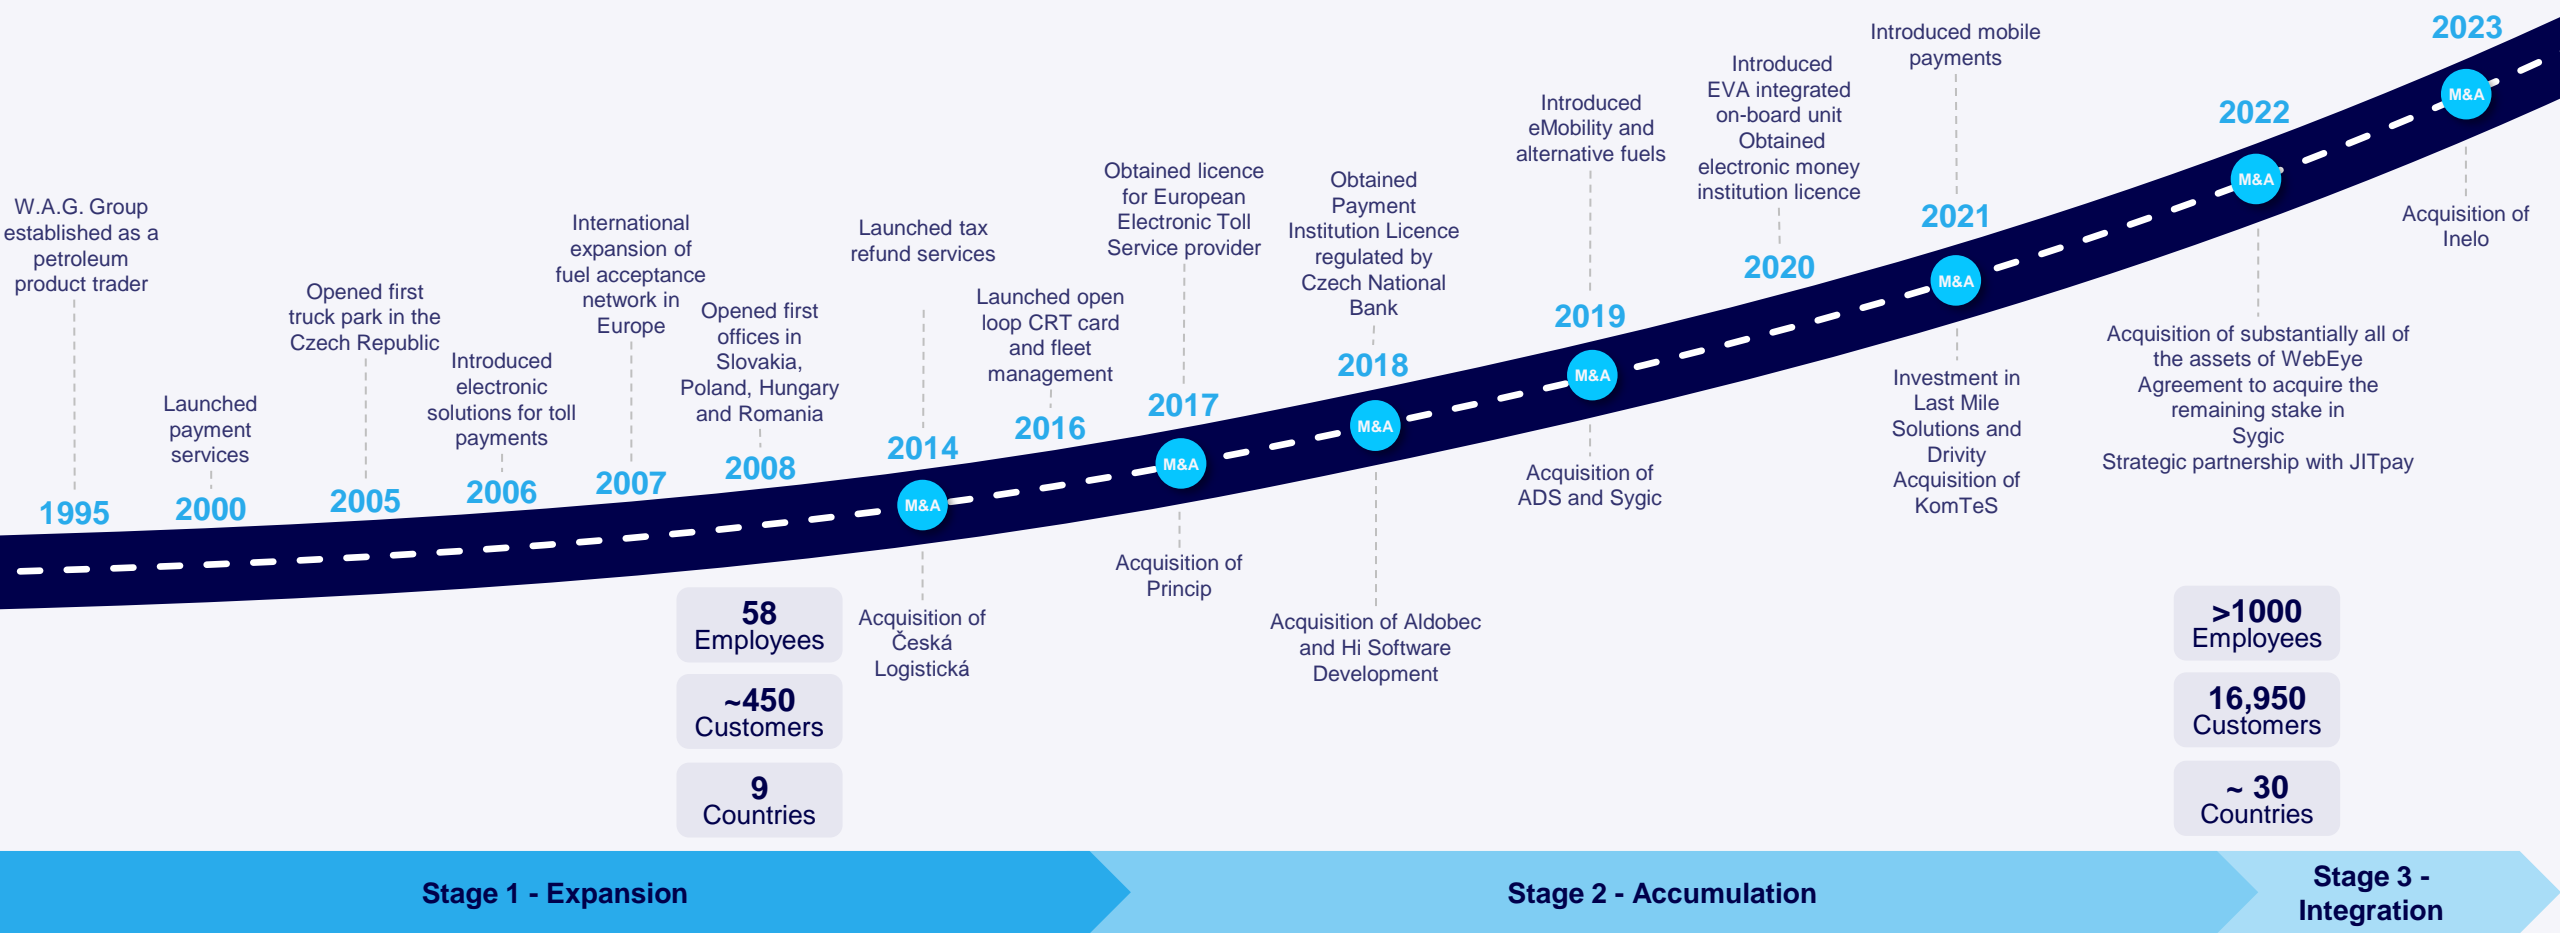 W.A.G. Group
established as a
petroleum
product trader
1995
Launched
payment
services
2000
Opened first
truck park in the
Czech Republic
2005
Introduced
electronic
solutions for toll
payments
2006
International
expansion of
fuel acceptance
network in
Europe
2007
Opened first
offices in
Slovakia,
Poland, Hungary
and Romania
2008
58
Employees
~450
Customers
9
Countries
Launched tax
refund services
2014
M&A
Acquisition of
Česká
Logistická
Launched open
loop CRT card
and fleet
management
2016
Obtained licence
for European
Electronic Toll
Service provider
2017
M&A
Acquisition of
Princip
Obtained
Payment
Institution Licence
regulated by
Czech National
Bank
2018
M&A
Acquisition of Aldobec
and Hi Software
Development
Introduced
eMobility and
alternative fuels
2019
M&A
Acquisition of
ADS and Sygic
Introduced
EVA integrated
on-board unit
Obtained
electronic money
institution licence
2020
Introduced mobile
payments
2021
M&A
Investment in
Last Mile
Solutions and
Drivity
Acquisition of
KomTeS
2022
M&A
Acquisition of substantially all of
the assets of WebEye
Agreement to acquire the
remaining stake in
Sygic
Strategic partnership with JITpay
>1000
Employees
16,950
Customers
~ 30
Countries
2023
M&A
Acquisition of
Inelo
Stage 1 - Expansion
Stage 2 - Accumulation
Stage 3 -
Integration